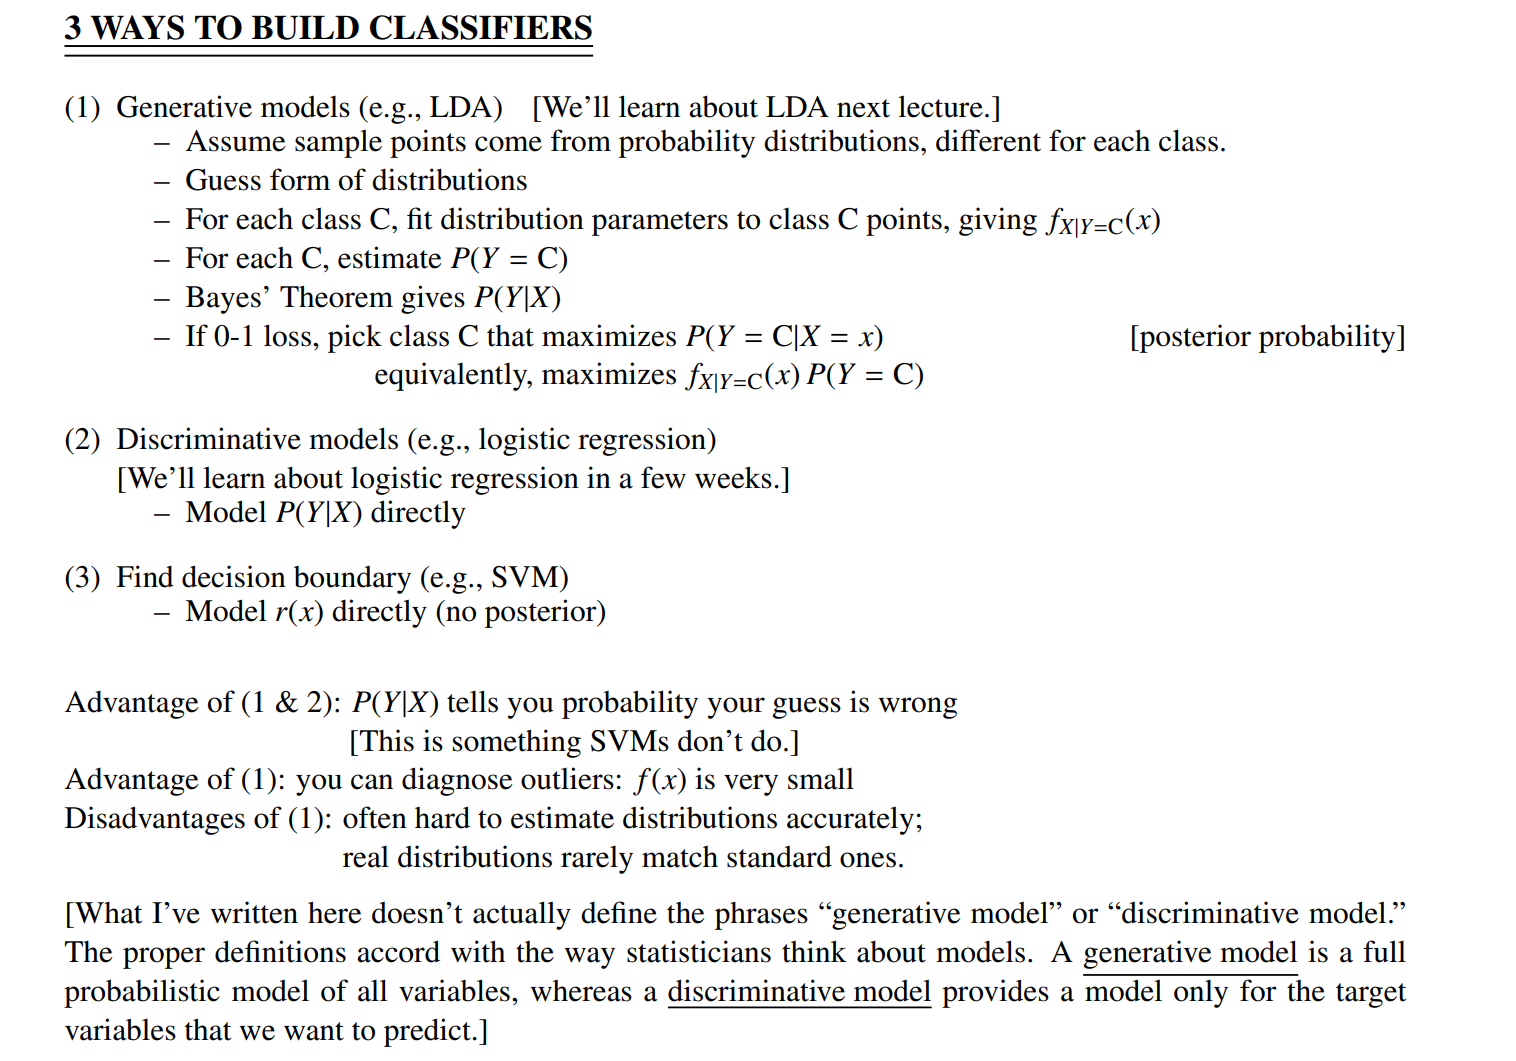 3 WAYS TO BUILD CLASSIFIERS
(1) Generative models (e.g., LDA) [We’ll learn about LDA next lecture.]
– Assume sample points come from probability distributions, different for each class.
– Guess form of distributions
– For each class C, fit distribution parameters to class C points, giving f_{X|Y=C}(x)
– For each C, estimate P(Y = C)
– Bayes’ Theorem gives P(Y|X)
– If 0-1 loss, pick class C that maximizes P(Y = C|X = x) [posterior probability]
equivalently, maximizes f_{X|Y=C}(x) P(Y = C)
(2) Discriminative models (e.g., logistic regression)
[We’ll learn about logistic regression in a few weeks.]
– Model P(Y|X) directly
(3) Find decision boundary (e.g., SVM)
– Model r(x) directly (no posterior)
Advantage of (1 & 2): P(Y|X) tells you probability your guess is wrong
[This is something SVMs don’t do.]
Advantage of (1): you can diagnose outliers: f(x) is very small
Disadvantages of (1): often hard to estimate distributions accurately;
real distributions rarely match standard ones.
[What I’ve written here doesn’t actually define the phrases “generative model” or “discriminative model.”
The proper definitions accord with the way statisticians think about models. A generative model is a full
probabilistic model of all variables, whereas a discriminative model provides a model only for the target
variables that we want to predict.]